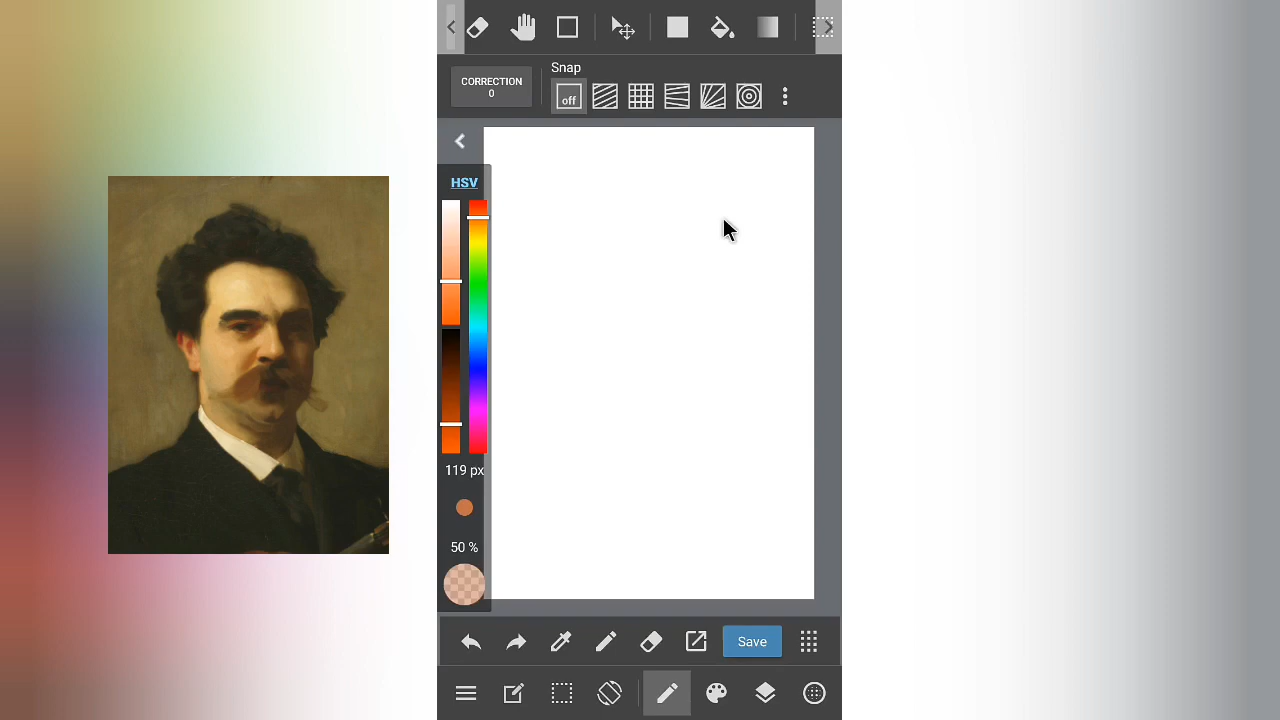 Snap
CORRECTION
0
off
HSV
119 px
50 %
Save